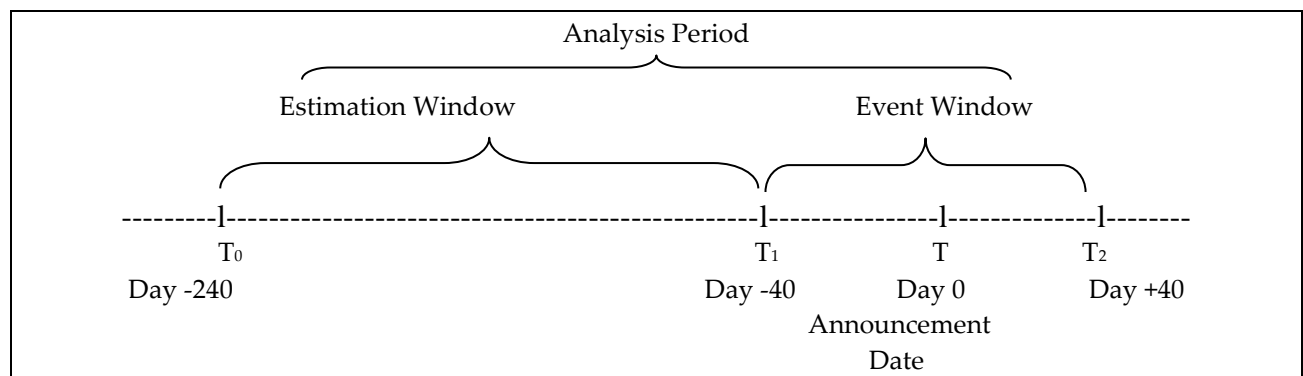 Analysis Period
Estimation Window Event Window
---------l---------------------------------------------------l----------------l--------------l--------
T₀ T₁ T T₂
Day -240 Day -40 Day 0 Day +40
Announcement
Date